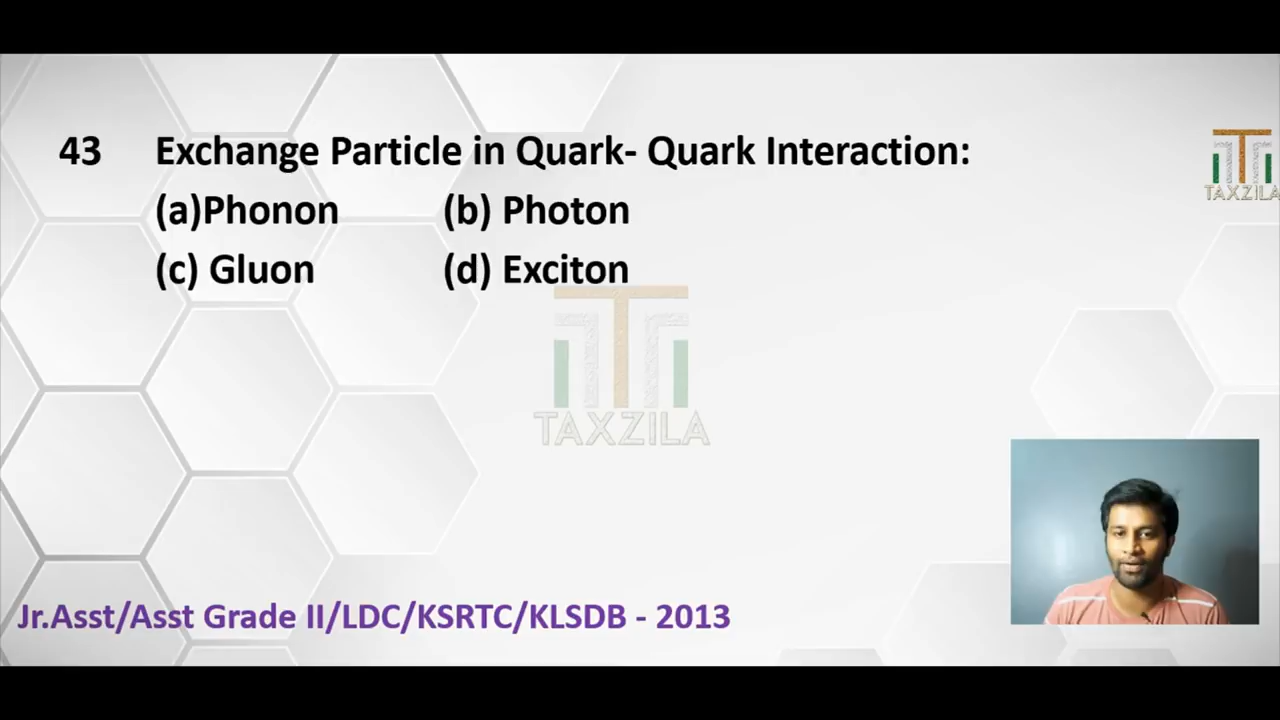 43 Exchange Particle in Quark- Quark Interaction:
(a)Phonon (b) Photon
(c) Gluon (d) Exciton
TAXZILA
TAXZILA
Jr.Asst/Asst Grade II/LDC/KSRTC/KLSDB - 2013